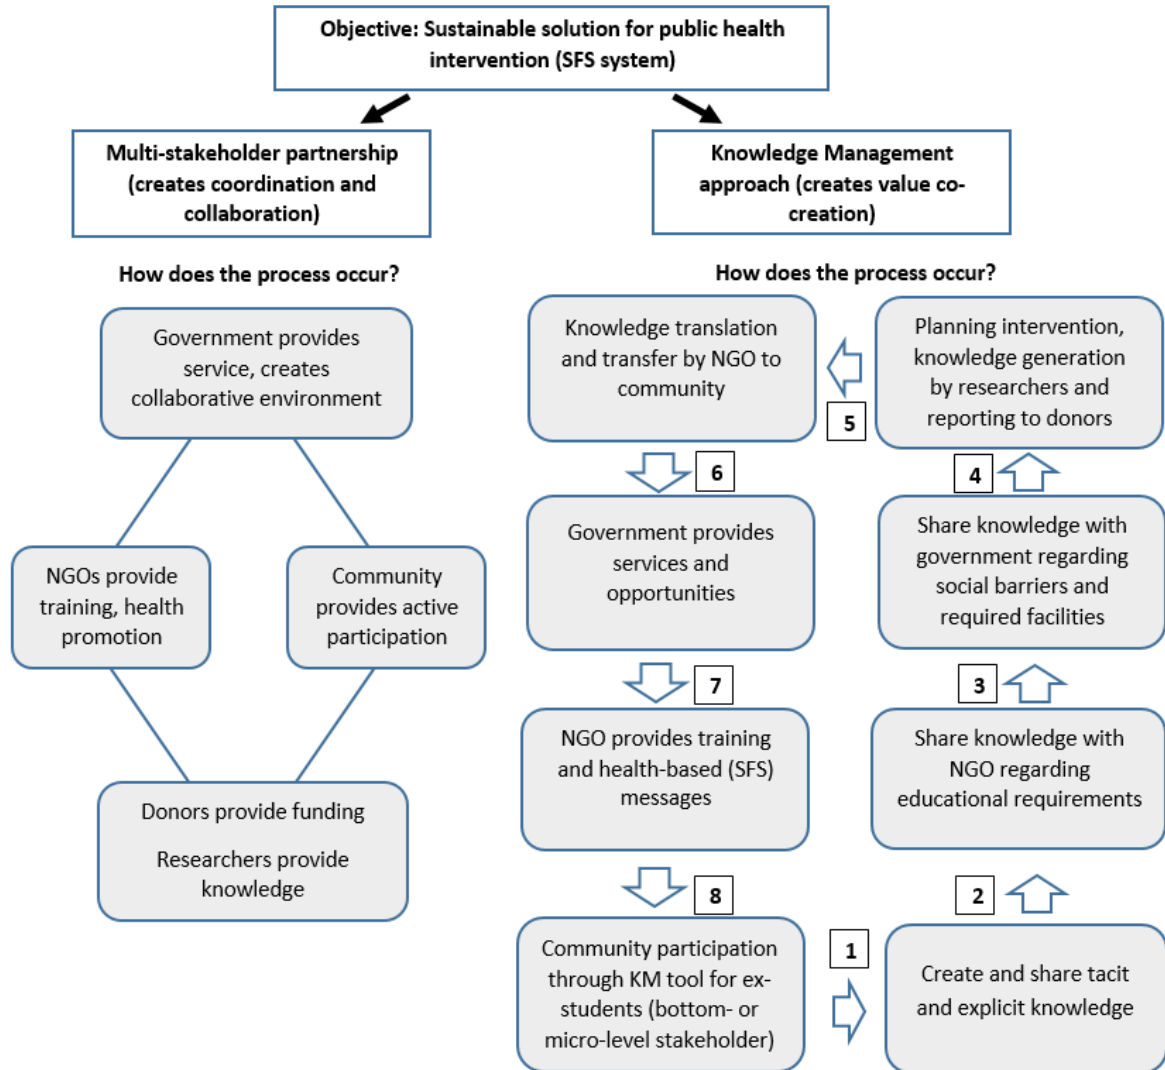 Objective: Sustainable solution for public health
intervention (SFS system)
Multi-stakeholder partnership
(creates coordination and
collaboration)
Knowledge Management
approach (creates value co-
creation)
How does the process occur?
Government provides
service, creates
collaborative environment
NGOs provide
training, health
promotion
Community
provides active
participation
Donors provide funding
Researchers provide
knowledge
How does the process occur?
Knowledge translation
and transfer by NGO to
community
5
Planning intervention,
knowledge generation
by researchers and
reporting to donors
6
4
Government provides
services and
opportunities
Share knowledge with
government regarding
social barriers and
required facilities
7
3
NGO provides training
and health-based (SFS)
messages
Share knowledge with
NGO regarding
educational requirements
8
2
Community participation
through KM tool for ex-
students (bottom- or
micro-level stakeholder)
1
Create and share tacit
and explicit knowledge